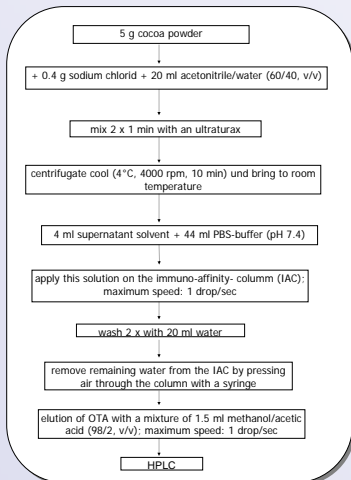 5 g cocoa powder
+ 0.4 g sodium chlorid + 20 ml acetonitrile/water (60/40, v/v)
mix 2 x 1 min with an ultraturax
centrifugate cool (4°C, 4000 rpm, 10 min) und bring to room
temperature
4 ml supernatant solvent + 44 ml PBS-buffer (pH 7.4)
apply this solution on the immuno-affinity- columm (IAC);
maximum speed: 1 drop/sec
wash 2 x with 20 ml water
remove remaining water from the IAC by pressing
air through the column with a syringe
elution of OTA with a mixture of 1.5 ml methanol/acetic
acid (98/2, v/v); maximum speed: 1 drop/sec
HPLC